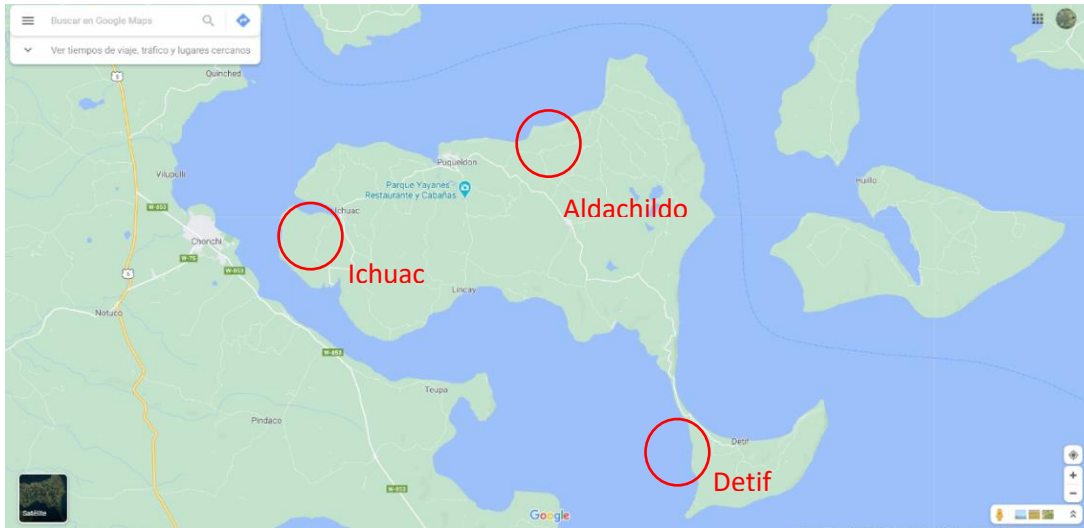 Buscar en Google Maps
Ver tiempos de viaje, tráfico y lugares cercanos
5
Quinched
Vilupulli
W-853
Chonchi
W-75
W-853
5
Notuco
Puqueldon
Parque Yayanes -
Restaurante y Cabañas
Ichuac
Aldachildo
Ichuac
Lincay
Huillo
W-853
Teupa
Pindaco
Detif
Detif
W-853
Satélite
Google